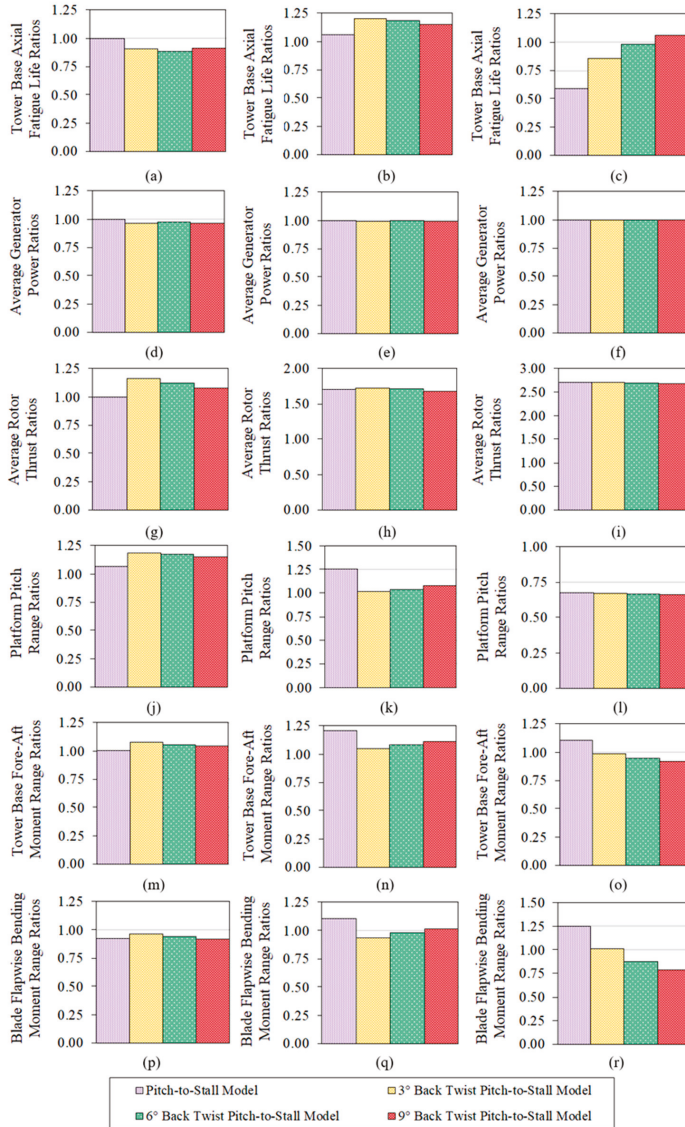 Tower Base Axial
Fatigue Life Ratios
1.25
1.00
0.75
0.50
0.25
0.00
(a)
Tower Base Axial
Fatigue Life Ratios
1.25
1.00
0.75
0.50
0.25
0.00
(b)
Tower Base Axial
Fatigue Life Ratios
1.25
1.00
0.75
0.50
0.25
0.00
(c)
Average Generator
Power Ratios
1.25
1.00
0.75
0.50
0.25
0.00
(d)
Average Generator
Power Ratios
1.25
1.00
0.75
0.50
0.25
0.00
(e)
Average Generator
Power Ratios
1.25
1.00
0.75
0.50
0.25
0.00
(f)
Average Rotor
Thrust Ratios
1.25
1.00
0.75
0.50
0.25
0.00
(g)
Average Rotor
Thrust Ratios
2.00
1.50
1.00
0.50
0.00
(h)
Average Rotor
Thrust Ratios
3.00
2.50
2.00
1.50
1.00
0.50
0.00
(i)
Platform Pitch
Range Ratios
1.25
1.00
0.75
0.50
0.25
0.00
(j)
Platform Pitch
Range Ratios
1.50
1.25
1.00
0.75
0.50
0.25
0.00
(k)
Platform Pitch
Range Ratios
1.00
0.75
0.50
0.25
0.00
(l)
Tower Base Fore-Aft
Moment Range Ratios
1.25
1.00
0.75
0.50
0.25
0.00
(m)
Tower Base Fore-Aft
Moment Range Ratios
1.25
1.00
0.75
0.50
0.25
0.00
(n)
Tower Base Fore-Aft
Moment Range Ratios
1.25
1.00
0.75
0.50
0.25
0.00
(o)
Blade Flapwise Bending
Moment Range Ratios
1.25
1.00
0.75
0.50
0.25
0.00
(p)
Blade Flapwise Bending
Moment Range Ratios
1.25
1.00
0.75
0.50
0.25
0.00
(q)
Blade Flapwise Bending
Moment Range Ratios
1.50
1.25
1.00
0.75
0.50
0.25
0.00
(r)
Pitch-to-Stall Model
3° Back Twist Pitch-to-Stall Model
6° Back Twist Pitch-to-Stall Model
9° Back Twist Pitch-to-Stall Model